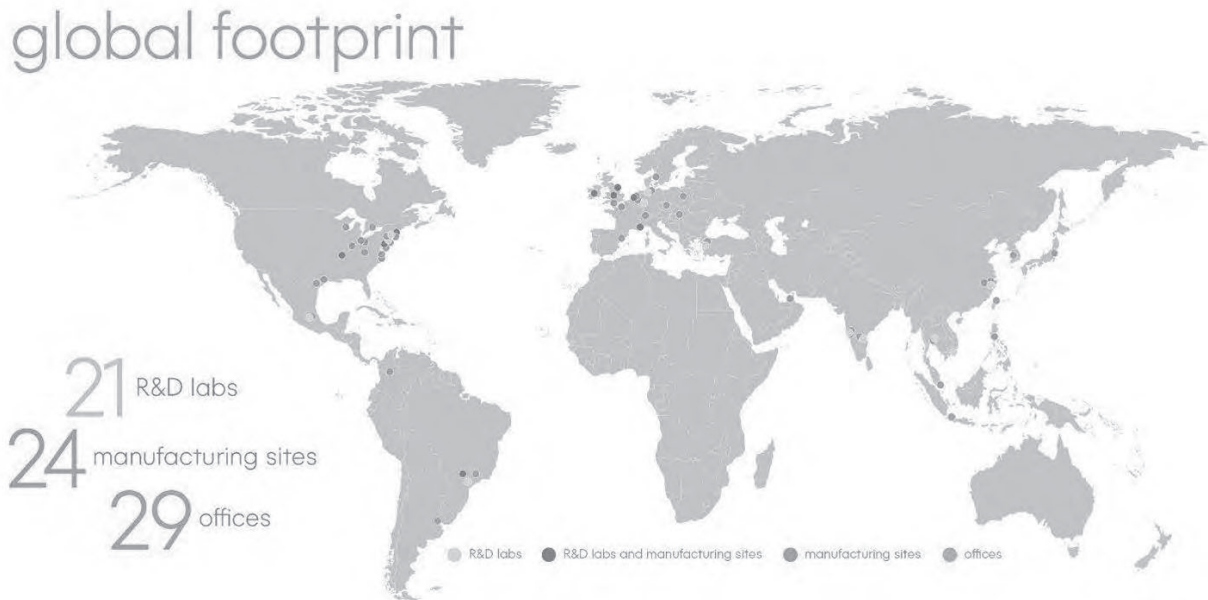 global footprint
21 R&D labs
24 manufacturing sites
29 offices
R&D labs R&D labs and manufacturing sites manufacturing sites offices